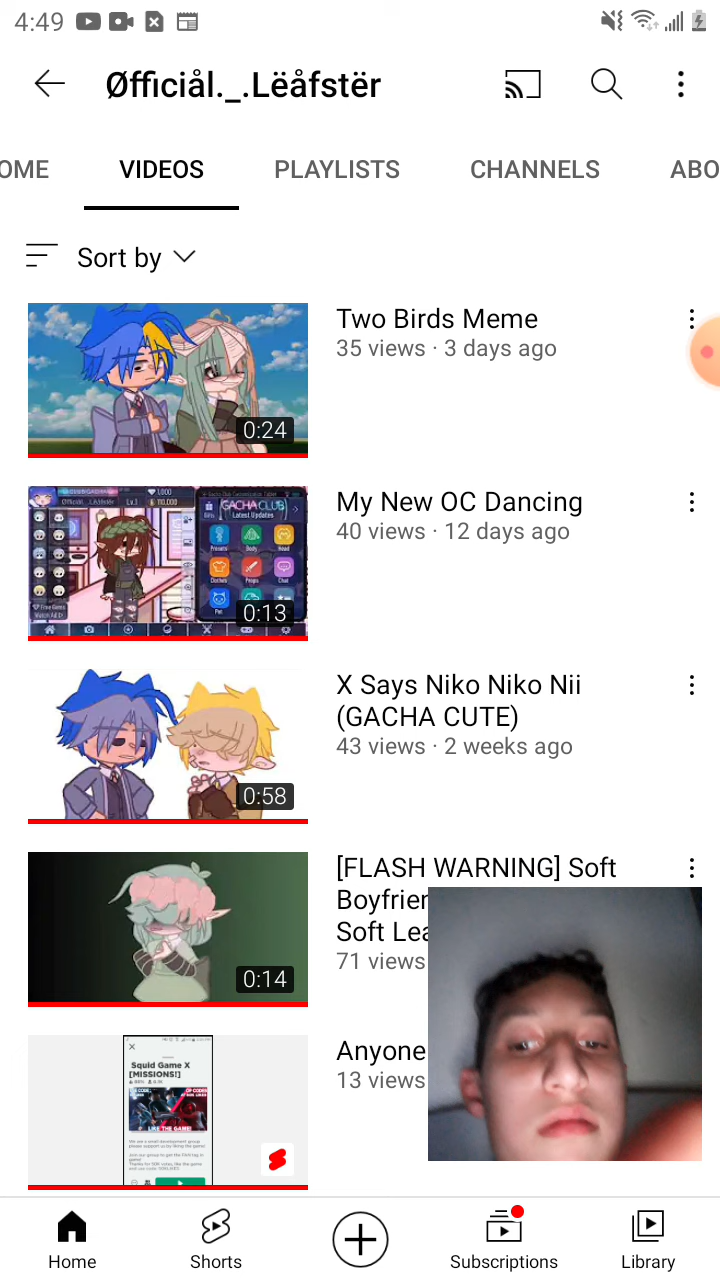 4:49
Øfficiål._.Lëåfstër
OME VIDEOS PLAYLISTS CHANNELS ABO
Sort by
Two Birds Meme
35 views · 3 days ago
0:24
My New OC Dancing
40 views · 12 days ago
GACHA CLUB
Latest Updates
0:13
X Says Niko Niko Nii
(GACHA CUTE)
43 views · 2 weeks ago
0:58
[FLASH WARNING] Soft
Boyfrier
Soft Lea
71 views
0:14
Anyone
13 views
Squid Game X
[MISSIONS!]
LIKE THE GAME!
Home Shorts Subscriptions Library